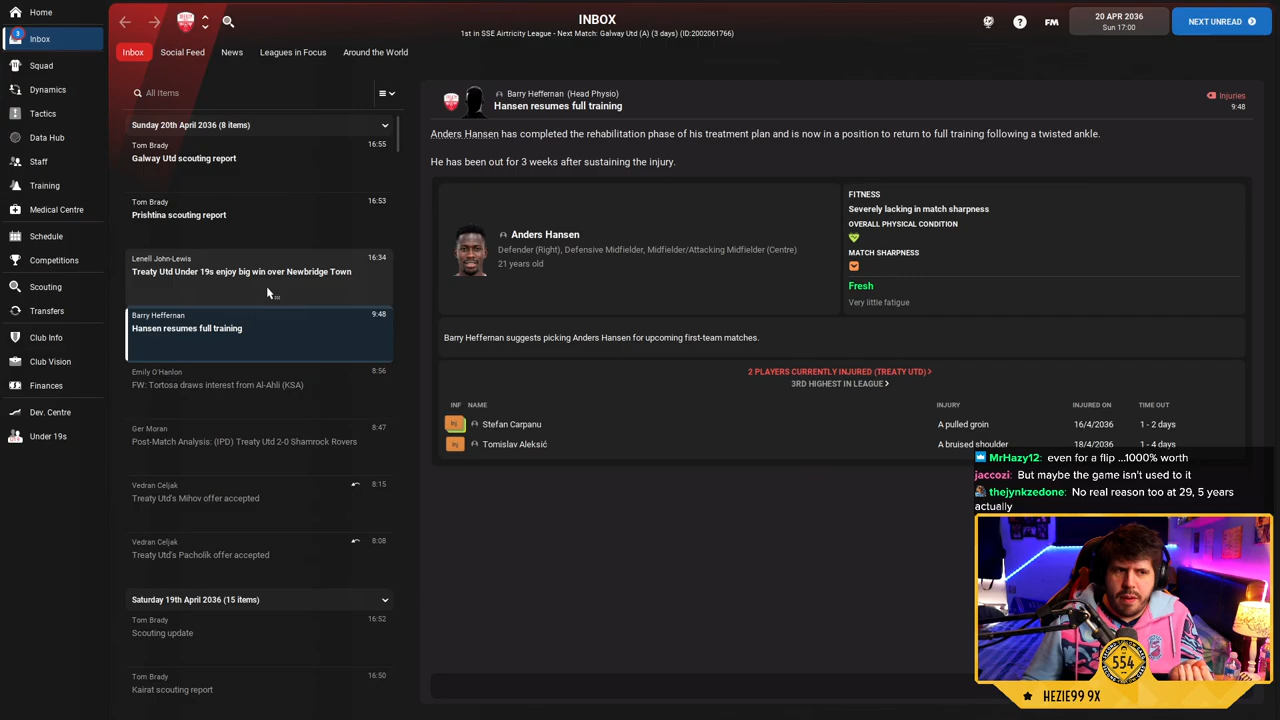 Home
3
Inbox
Squad
Dynamics
Tactics
Data Hub
Staff
Training
Medical Centre
Schedule
Competitions
Scouting
Transfers
Club Info
Club Vision
Finances
Dev. Centre
Under 19s
INBOX
1st in SSE Airtricity League - Next Match: Galway Utd (A) (3 days) (ID:2002061766)
?
FM
20 APR 2036
Sun 17:00
NEXT UNREAD
Inbox
Social Feed
News
Leagues in Focus
Around the World
All Items
Sunday 20th April 2036 (8 items)
Tom Brady
16:55
Galway Utd scouting report
Tom Brady
16:53
Prishtina scouting report
Lenell John-Lewis
16:34
Treaty Utd Under 19s enjoy big win over Newbridge Town
Barry Heffernan
9:48
Hansen resumes full training
Emily O'Hanlon
8:56
FW: Tortosa draws interest from Al-Ahli (KSA)
Ger Moran
8:47
Post-Match Analysis: (IPD) Treaty Utd 2-0 Shamrock Rovers
Vedran Celjak
8:15
Treaty Utd's Mihov offer accepted
Vedran Celjak
8:08
Treaty Utd's Pacholik offer accepted
Saturday 19th April 2036 (15 items)
Tom Brady
16:52
Scouting update
Tom Brady
16:50
Kairat scouting report
Barry Heffernan (Head Physio)
Hansen resumes full training
Injuries
9:48
Anders Hansen has completed the rehabilitation phase of his treatment plan and is now in a position to return to full training following a twisted ankle.
He has been out for 3 weeks after sustaining the injury.
Anders Hansen
Defender (Right), Defensive Midfielder, Midfielder/Attacking Midfielder (Centre)
21 years old
FITNESS
Severely lacking in match sharpness
OVERALL PHYSICAL CONDITION
MATCH SHARPNESS
Fresh
Very little fatigue
Barry Heffernan suggests picking Anders Hansen for upcoming first-team matches.
2 PLAYERS CURRENTLY INJURED (TREATY UTD)
3RD HIGHEST IN LEAGUE
INF NAME INJURY INJURED ON TIME OUT
Inj Stefan Carpanu A pulled groin 16/4/2036 1 - 2 days
Inj Tomislav Aleksić A bruised shoulder 18/4/2036 1 - 4 days
MrHazy12: even for a flip ...1000% worth
jaccozi: But maybe the game isn't used to it
thejynkzedone: No real reason too at 29, 5 years
actually
554
HEZIE99 9X